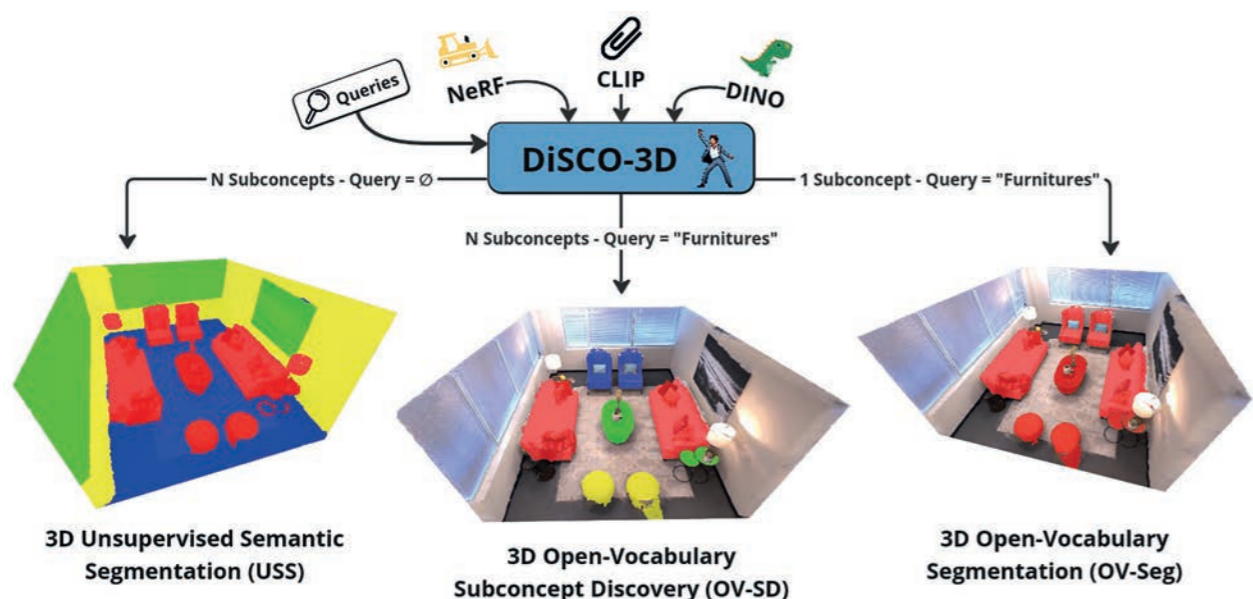 Queries
NeRF
CLIP
DINO
DiSCO-3D
N Subconcepts - Query = ∅
1 Subconcept - Query = "Furnitures"
N Subconcepts - Query = "Furnitures"
3D Unsupervised Semantic
Segmentation (USS)
3D Open-Vocabulary
Subconcept Discovery (OV-SD)
3D Open-Vocabulary
Segmentation (OV-Seg)